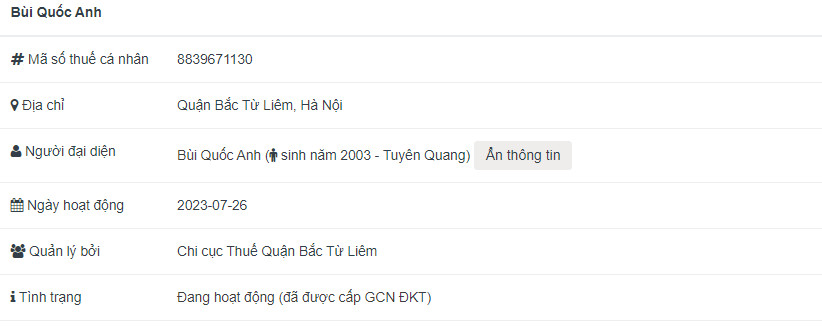 Bùi Quốc Anh
Mã số thuế cá nhân 8839671130
Địa chỉ Quận Bắc Từ Liêm, Hà Nội
Người đại diện Bùi Quốc Anh ( sinh năm 2003 - Tuyên Quang) Ẩn thông tin
Ngày hoạt động 2023-07-26
Quản lý bởi Chi cục Thuế Quận Bắc Từ Liêm
Tình trạng Đang hoạt động (đã được cấp GCN ĐKT)